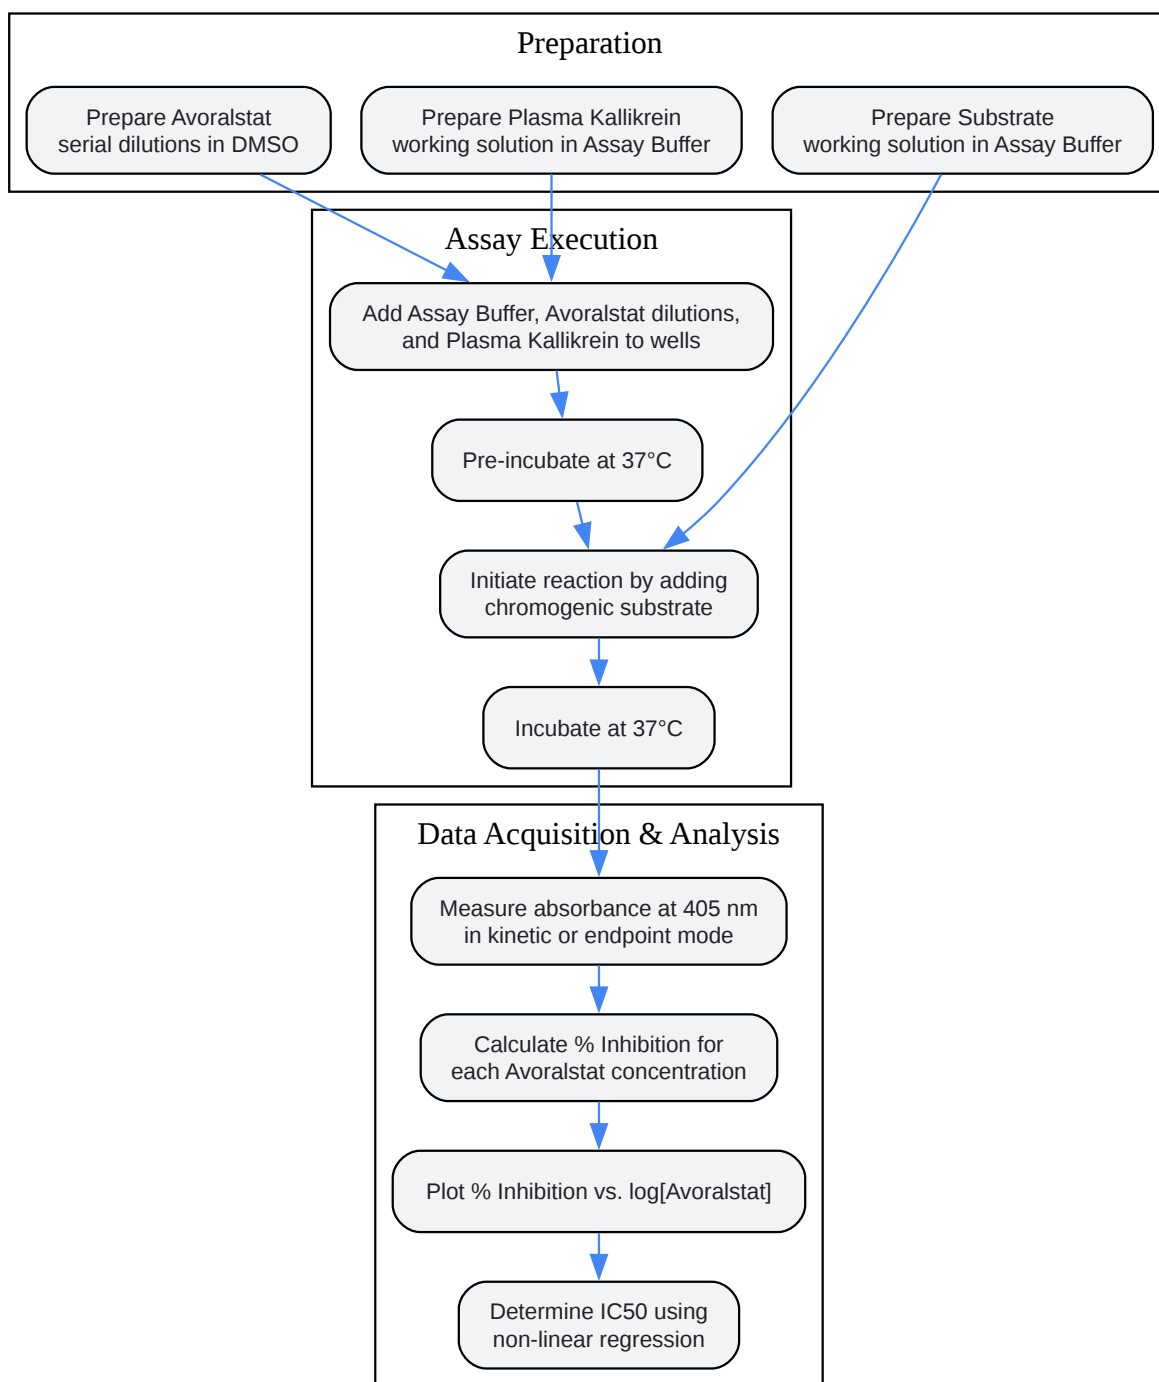 Preparation
Prepare Avoralstat
serial dilutions in DMSO
Prepare Plasma Kallikrein
working solution in Assay Buffer
Prepare Substrate
working solution in Assay Buffer
Assay Execution
Add Assay Buffer, Avoralstat dilutions,
and Plasma Kallikrein to wells
Pre-incubate at 37°C
Initiate reaction by adding
chromogenic substrate
Incubate at 37°C
Data Acquisition & Analysis
Measure absorbance at 405 nm
in kinetic or endpoint mode
Calculate % Inhibition for
each Avoralstat concentration
Plot % Inhibition vs. log[Avoralstat]
Determine IC50 using
non-linear regression